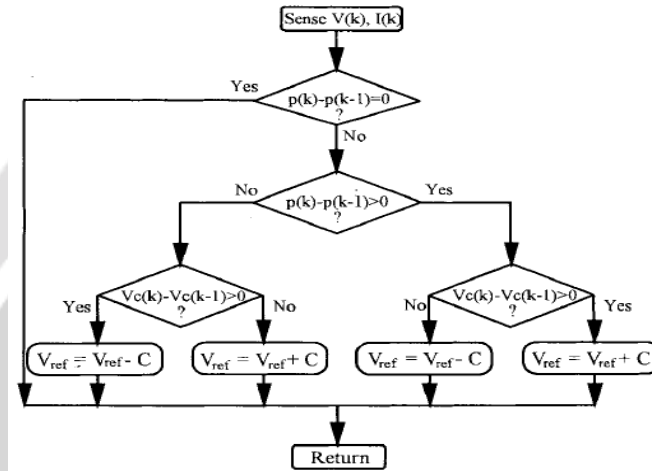 Sense V(k), I(k)
Yes
p(k)-p(k-1)=0
?
No
No
p(k)-p(k-1)>0
?
Yes
Yes
Vc(k)-Vc(k-1)>0
?
No
No
Vc(k)-Vc(k-1)>0
?
Yes
Vref = Vref- C
Vref = Vref+ C
Vref = Vref- C
Vref = Vref + C
Return